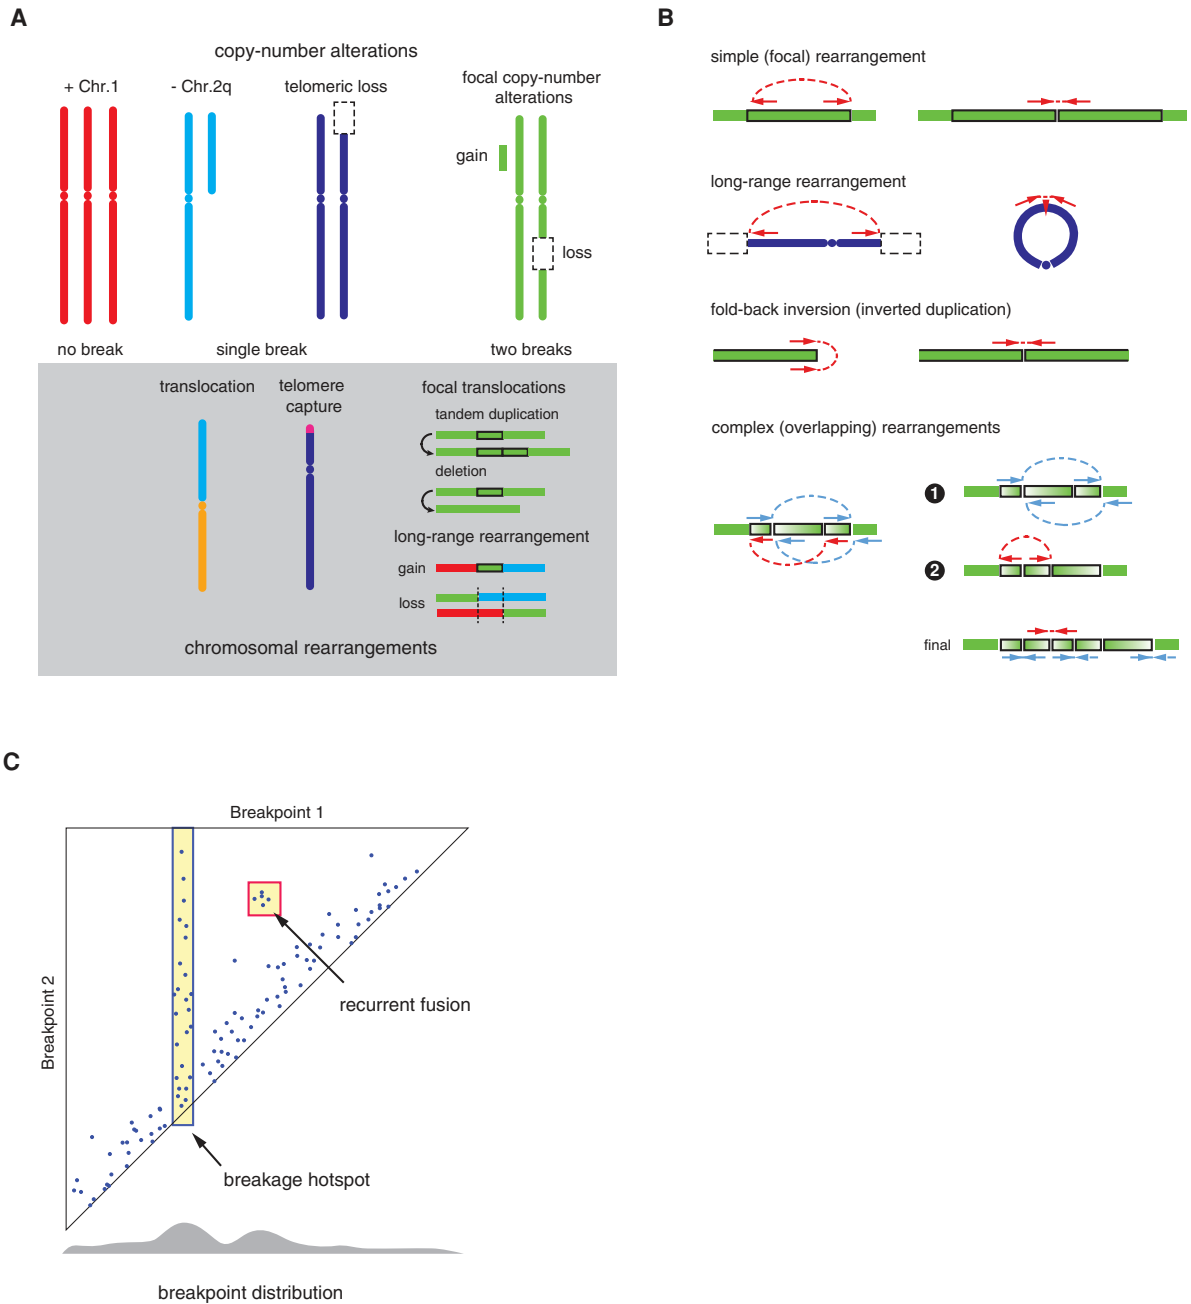 A
copy-number alterations
+ Chr.1
- Chr.2q
telomeric loss
focal copy-number
alterations
gain
loss
no break
single break
two breaks
translocation
telomere
capture
focal translocations
tandem duplication
deletion
long-range rearrangement
gain
loss
chromosomal rearrangements
B
simple (focal) rearrangement
long-range rearrangement
fold-back inversion (inverted duplication)
complex (overlapping) rearrangements
1
2
final
C
Breakpoint 1
Breakpoint 2
recurrent fusion
breakage hotspot
breakpoint distribution